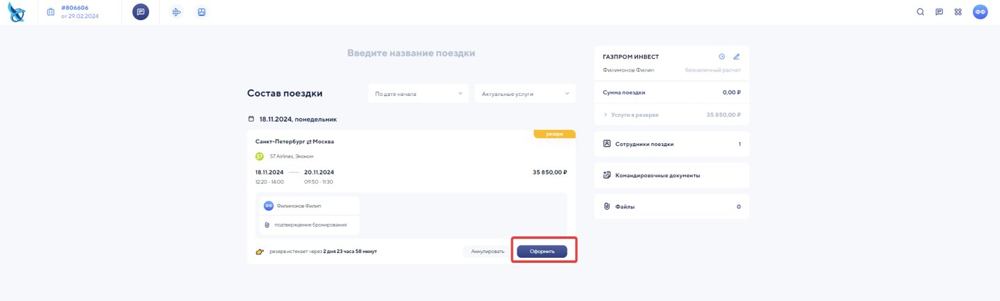 #806606
от 29.02.2024
ФФ
Введите название поездки
Состав поездки
По дате начала
Актуальные услуги
18.11.2024, понедельник
резерв
Санкт-Петербург ⇄ Москва
S7
S7 Airlines, Эконом
18.11.2024 — 20.11.2024
35 850,00 ₽
12:20 - 14:00
09:50 - 11:30
ФФ Филимонов Филип
подтверждение бронирования
резерв истекает через 2 дня 23 часа 58 минут
Аннулировать
Оформить
ГАЗПРОМ ИНВЕСТ
Филимонов Филип
безналичный расчет
Сумма поездки
0,00 ₽
Услуги в резерве
35 850,00 ₽
Сотрудники поездки
1
Командировочные документы
Файлы
0